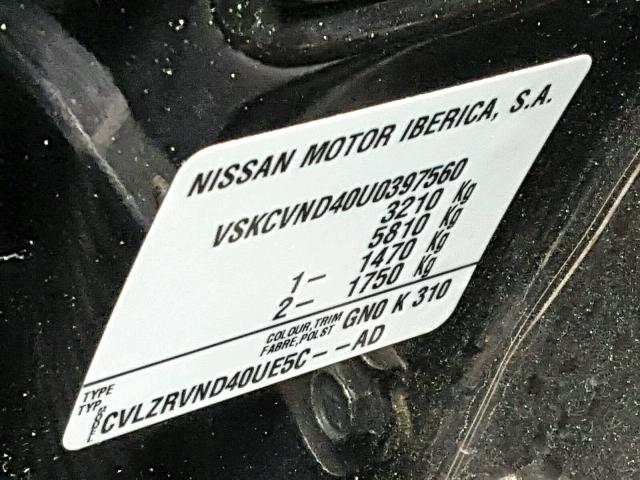 NISSAN MOTOR IBERICA, S.A.
VSKCVND40U0397560
3210 Kg
5810 Kg
1- 1470 Kg
2- 1750 Kg
COLOUR, TRIM
FABRE, POLST
GN0 K 310
TYPE
TYP
CVLZRVND40UE5C--AD